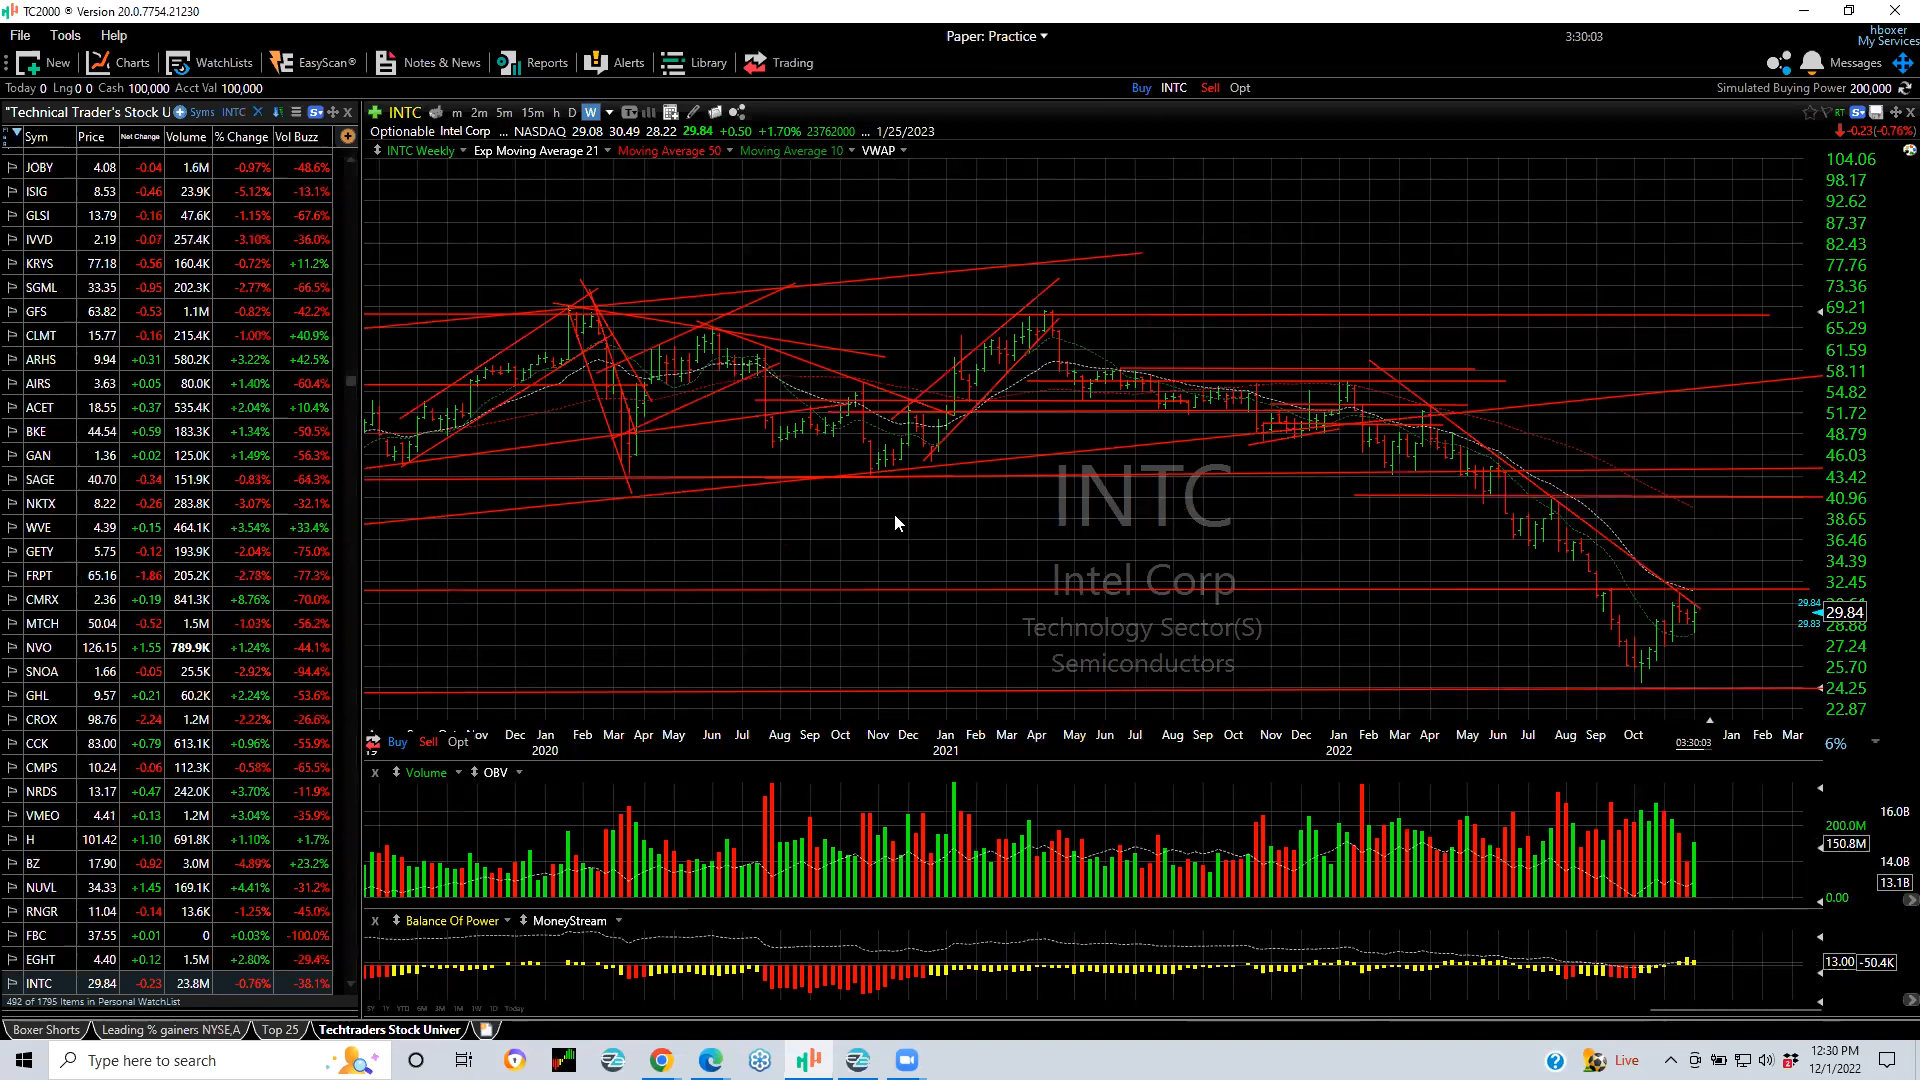 TC2000 ® Version 20.0.7754.21230
File Tools Help
Paper: Practice
3:30:03
hboxer
My Services
New Charts WatchLists EasyScan® Notes & News Reports Alerts Library Trading
Messages
Today 0 Lng 0 0 Cash 100,000 Acct Val 100,000
Buy INTC Sell Opt
Simulated Buying Power 200,000
"Technical Trader's Stock U Syms INTC
INTC m 2m 5m 15m h D W
Sym Price Net Change Volume % Change Vol Buzz
Optionable Intel Corp ... NASDAQ 29.08 30.49 28.22 29.84 +0.50 +1.70% 23762000 ... 1/25/2023
-0.23(-0.76%)
INTC Weekly Exp Moving Average 21 Moving Average 50 Moving Average 10 VWAP
JOBY 4.08 -0.04 1.6M -0.97% -48.6%
ISIG 8.53 -0.46 23.9K -5.12% -13.1%
GLSI 13.79 -0.16 47.6K -1.15% -67.6%
IVVD 2.19 -0.07 257.4K -3.10% -36.0%
KRYS 77.18 -0.56 160.4K -0.72% +11.2%
SGML 33.35 -0.95 202.3K -2.77% -66.5%
GFS 63.82 -0.53 1.1M -0.82% -42.2%
CLMT 15.77 -0.16 215.4K -1.00% +40.9%
ARHS 9.94 +0.31 580.2K +3.22% +42.5%
AIRS 3.63 +0.05 80.0K +1.40% -60.4%
ACET 18.55 +0.37 535.4K +2.04% +10.4%
BKE 44.54 +0.59 183.3K +1.34% -50.5%
GAN 1.36 +0.02 125.0K +1.49% -56.3%
SAGE 40.70 -0.34 151.9K -0.83% -64.3%
NKTX 8.22 -0.26 283.8K -3.07% -32.1%
WVE 4.39 +0.15 464.1K +3.54% +33.4%
GETY 5.75 -0.12 193.9K -2.04% -75.0%
FRPT 65.16 -1.86 205.2K -2.78% -77.3%
CMRX 2.36 +0.19 841.3K +8.76% -70.0%
MTCH 50.04 -0.52 1.5M -1.03% -56.2%
NVO 126.15 +1.55 789.9K +1.24% -44.1%
SNOA 1.66 -0.05 25.5K -2.92% -94.4%
GHL 9.57 +0.21 60.2K +2.24% -53.6%
CROX 98.76 -2.24 1.2M -2.22% -26.6%
CCK 83.00 +0.79 613.1K +0.96% -55.9%
CMPS 10.24 -0.06 112.3K -0.58% -65.5%
NRDS 13.17 +0.47 242.0K +3.70% -11.9%
VMEO 4.41 +0.13 1.2M +3.04% -35.9%
H 101.42 +1.10 691.8K +1.10% +1.7%
BZ 17.90 -0.92 3.0M -4.89% +23.2%
NUVL 34.33 +1.45 169.1K +4.41% -31.2%
RNGR 11.04 -0.14 13.6K -1.25% -45.0%
FBC 37.55 +0.01 0 +0.03% -100.0%
EGHT 4.40 +0.12 1.5M +2.80% -29.4%
INTC 29.84 -0.23 23.8M -0.76% -38.1%
492 of 1795 Items in Personal WatchList
104.06
98.17
92.62
87.37
82.43
77.76
73.36
69.21
65.29
61.59
58.11
54.82
51.72
48.79
46.03
43.42
40.96
38.65
36.46
34.39
32.45
29.84 29.84
29.83 28.88
27.24
25.70
24.25
22.87
INTC
Intel Corp
Technology Sector(S)
Semiconductors
Nov Dec Jan Feb Mar Apr May Jun Jul Aug Sep Oct Nov Dec Jan Feb Mar Apr May Jun Jul Aug Sep Oct Nov Dec Jan Feb Mar Apr May Jun Jul Aug Sep Oct Jan Feb Mar
Buy Sell Opt
2020 2021 2022
03:30:03
6%
x Volume OBV
16.0B
200.0M
150.8M
14.0B
13.1B
0.00
x Balance Of Power MoneyStream
13.00 -50.4K
5Y 1Y YTD 6M 3M 1M 1W 1D Today
Boxer Shorts Leading % gainers NYSE,A Top 25 Techtraders Stock Univer
Type here to search
Live
12:30 PM
12/1/2022